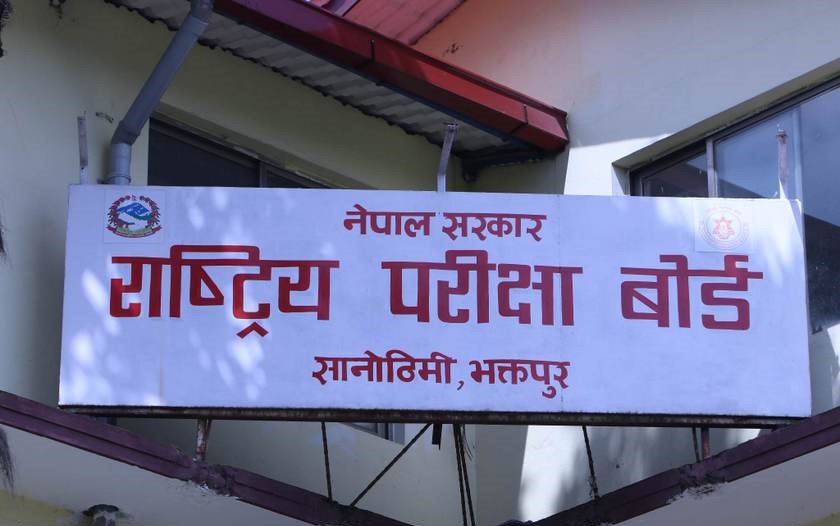 नेपाल सरकार
राष्ट्रिय परीक्षा बोर्ड
सानोठिमी, भक्तपुर